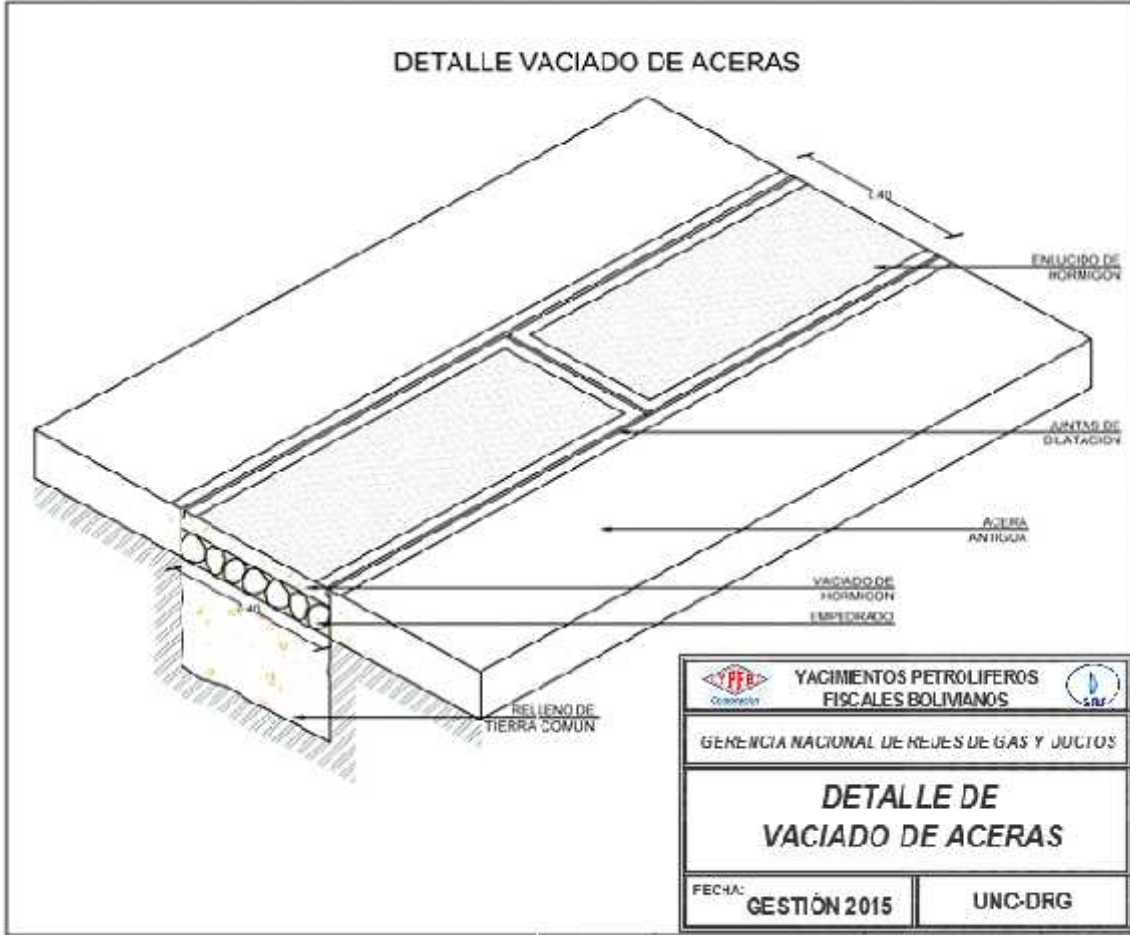 DETALLE VACIADO DE ACERAS
ENLUCIDO DE
HORMIGON
JUNTAS DE
DILATACION
ACERA
ANTIGUA
VACIADO DE
HORMIGON
EMPEDRADO
RELLENO DE
TIERRA COMUN
YPFB
Corporación
YACIMIENTOS PETROLIFEROS
FISCALES BOLIVIANOS
GERENCIA NACIONAL DE REDES DE GAS Y DUCTOS
DETALLE DE
VACIADO DE ACERAS
FECHA:
GESTIÓN 2015
UNC-DRG